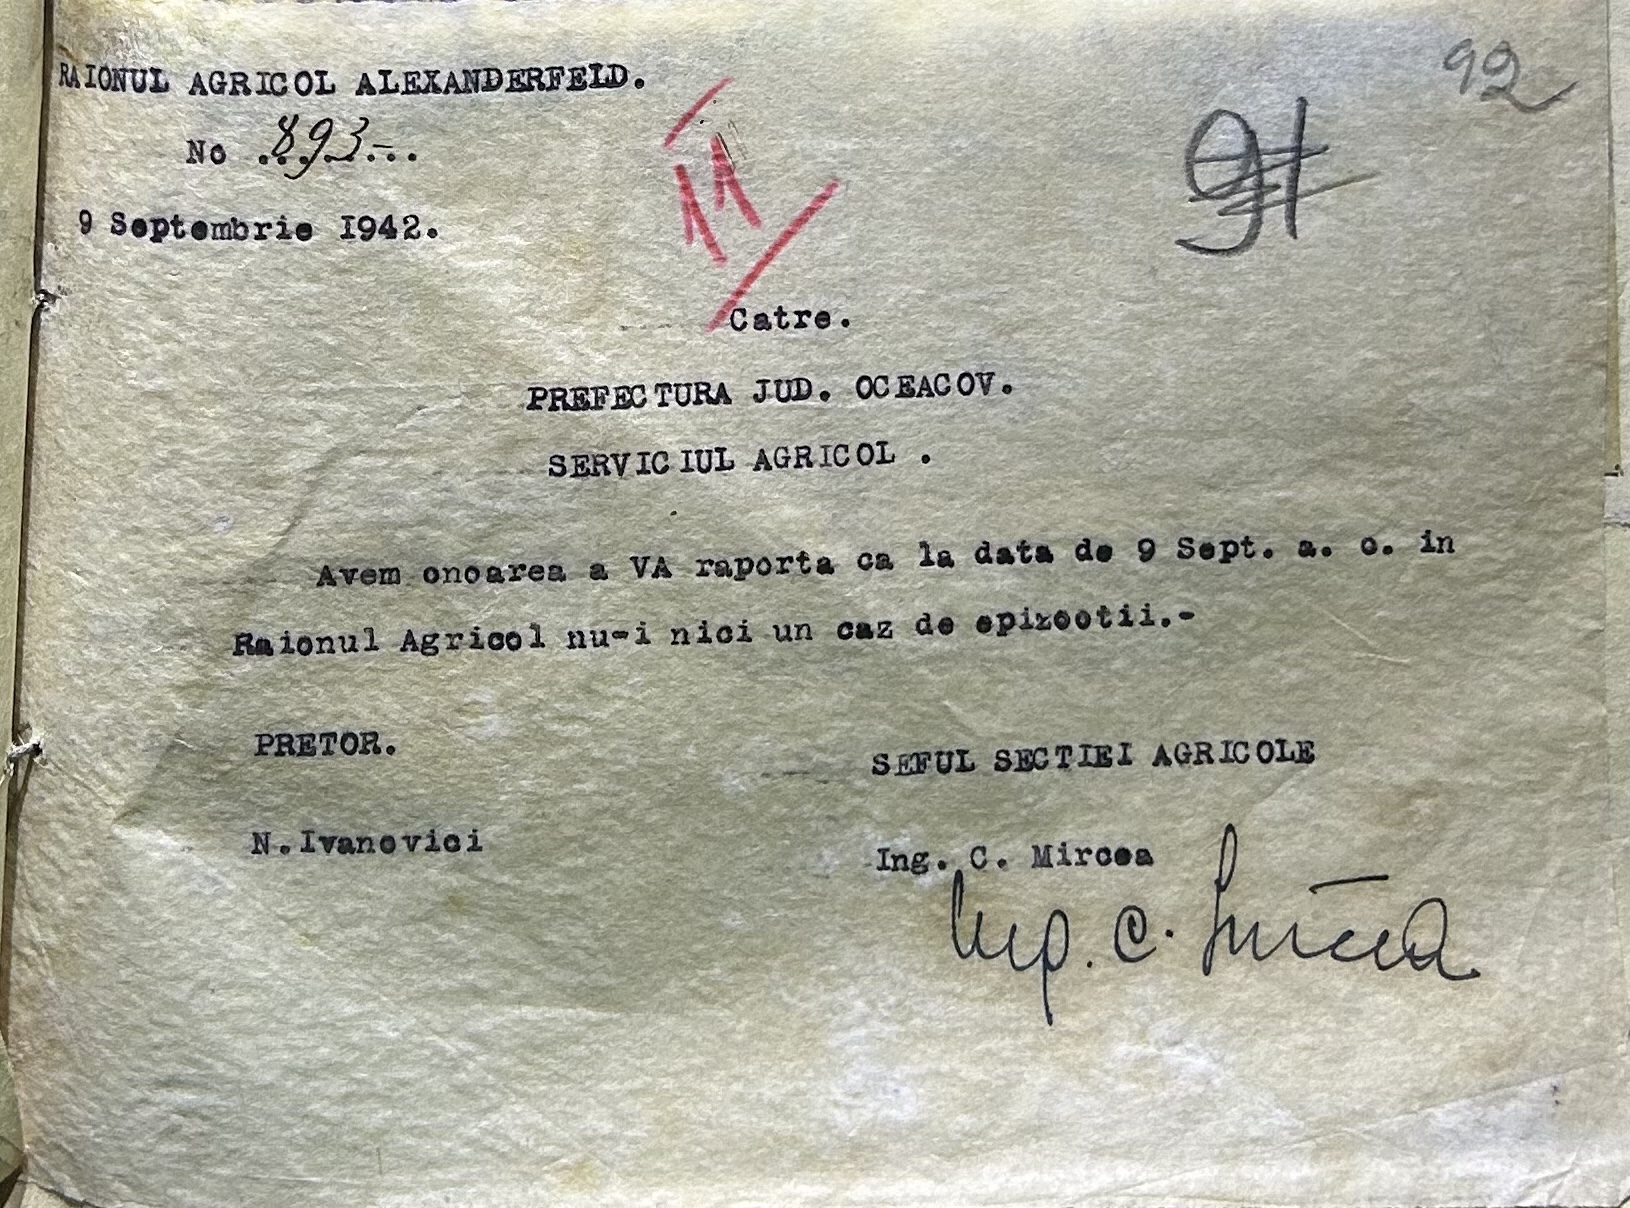 92
91
RAIONUL AGRICOL ALEXANDERFELD.
No .893-...
11
9 Septembrie 1942.
Catre.
PREFECTURA JUD. OCEACOV.
SERVICIUL AGRICOL .
Avem onoarea a VA raporta ca la data de 9 Sept. a. c. in
Raionul Agricol nu-i nici un caz de epizootii.-
PRETOR.
SEFUL SECTIEI AGRICOLE
N.Ivanovici
Ing. C. Mircea
Ing. C. Mircea